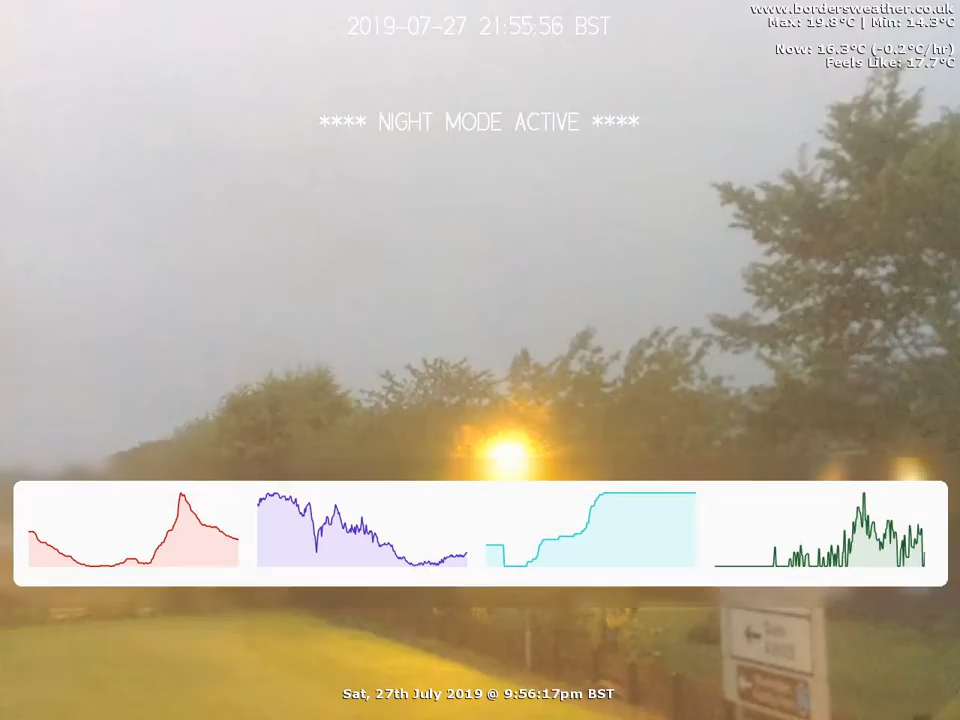 www.bordersweather.co.uk
2019-07-27 21:55:56 BST
Max: 19.8°C | Min: 14.3°C
Now: 16.3°C (-0.2°C/hr)
Feels Like: 17.7°C
**** NIGHT MODE ACTIVE ****
Sat, 27th July 2019 @ 9:56:17pm BST